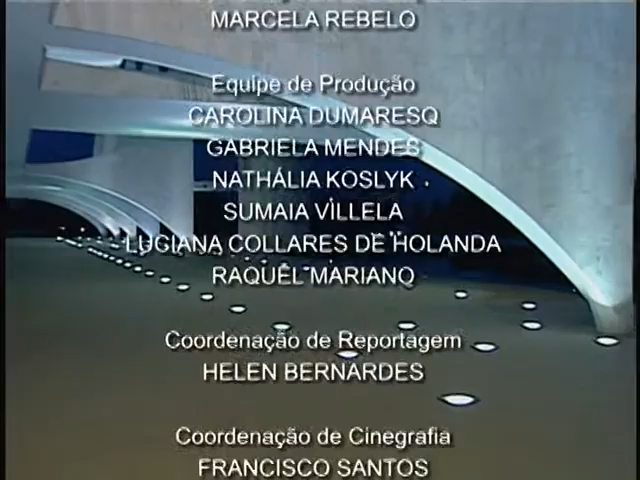 MARCELA REBELO
Equipe de Produção
CAROLINA DUMARESQ
GABRIELA MENDES
NATHÁLIA KOSLYK
SUMAIA VILLELA
LUCIANA COLLARES DE HOLANDA
RAQUEL MARIANO
Coordenação de Reportagem
HELEN BERNARDES
Coordenação de Cinegrafia
FRANCISCO SANTOS